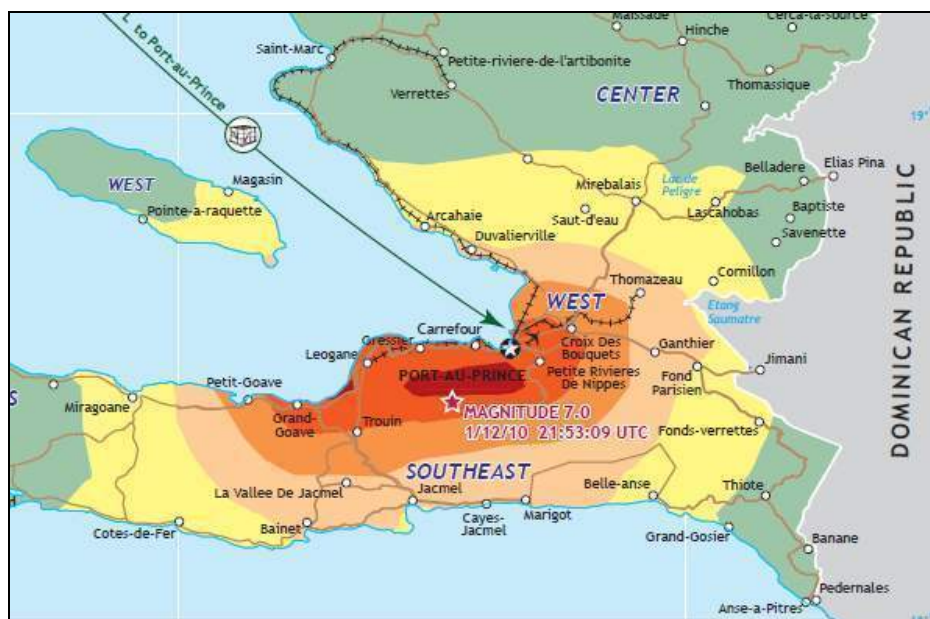 Maissade
Cerca-la-source
Hinche
Saint-Marc
Petite-riviere-de-l'artibonite
Thomassique
L to Port-au-Prince
Verrettes
CENTER
19°
Belladere
Elias Pina
Lac de
Peligre
Mirebalais
WEST
Magasin
Pointe-a-raquette
Lascahobas
Baptiste
Saut-d'eau
Arcahaie
Savenette
Duvalierville
DOMINICAN REPUBLIC
Cornillon
Thomazeau
WEST
Etang
Saumatre
Carrefour
Gressier
Croix Des
Bouquets
Leogane
Ganthier
Jimani
PORT-AU-PRINCE
Petite Rivieres
De Nippes
Fond
Parisien
Petit-Goave
S
Miragoane
Grand-
Goave
Trouin
MAGNITUDE 7.0
1/12/10 21:53:09 UTC
Fonds-verrettes
SOUTHEAST
La Vallee De Jacmel
Jacmel
Belle-anse
Thiote
Cayes-
Jacmel
Marigot
Cotes-de-Fer
Bainet
Grand-Gosier
Banane
Pedernales
Anse-a-Pitres